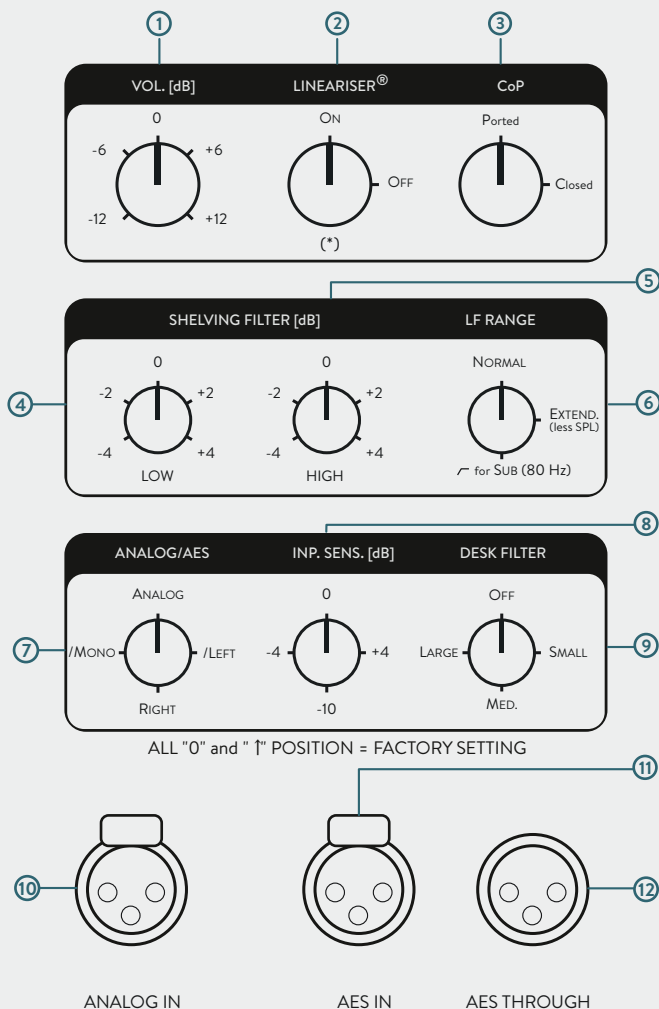 1 2 3
VOL. [dB] LINEARISER® CoP
0 ON Ported
-6 +6
OFF Closed
-12 +12
(*)
5
SHELVING FILTER [dB] LF RANGE
0 0 NORMAL
-2 +2 -2 +2
4 EXTEND. 6
(less SPL)
-4 +4 -4 +4
LOW HIGH for SUB (80 Hz)
8
ANALOG/AES INP. SENS. [dB] DESK FILTER
ANALOG 0 OFF
7 /MONO /LEFT -4 +4 LARGE SMALL 9
RIGHT -10 MED.
ALL "0" and " ↑" POSITION = FACTORY SETTING
11
10 12
ANALOG IN AES IN AES THROUGH